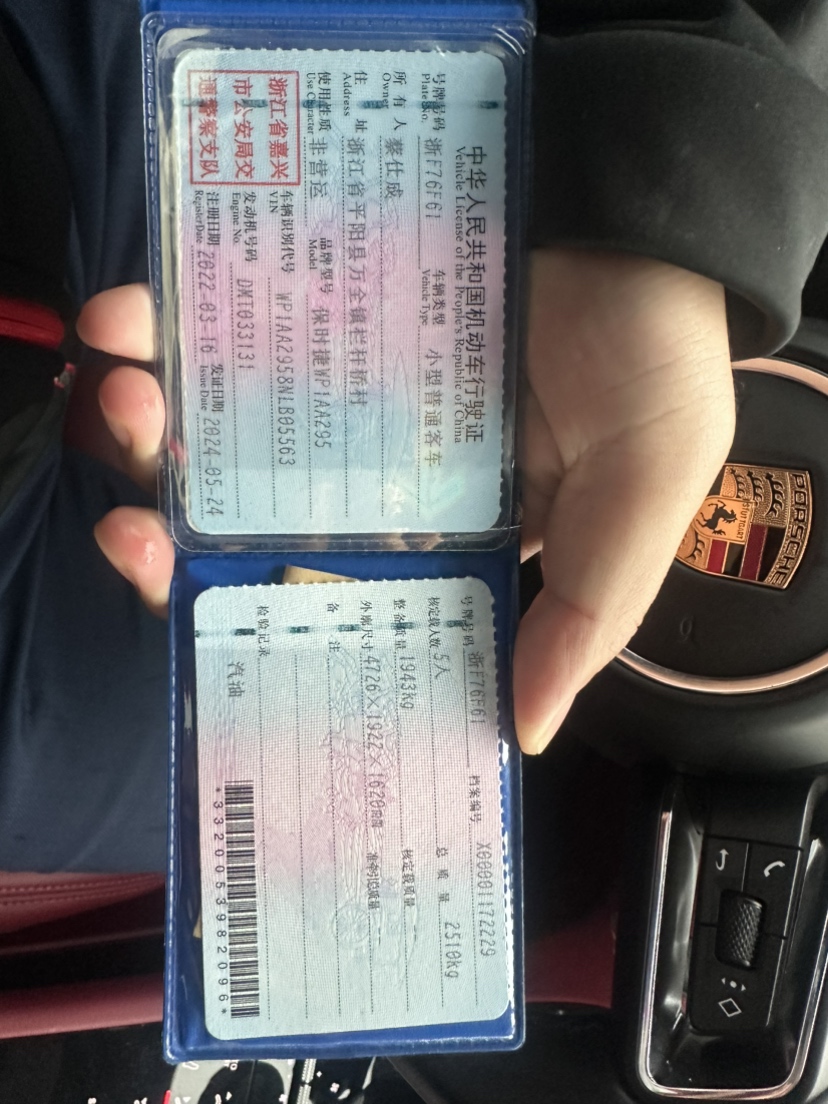 中华人民共和国机动车行驶证
Vehicle License of the People's Republic of China
号牌号码 浙F76F61 车辆类型 小型普通客车
Plate No. Vehicle Type
所有人 蔡仕成
Owner
住址 浙江省平阳县万全镇栏杆桥村
Address
使用性质 非营运 品牌型号 保时捷WP1AA295
Use Character Model
浙江省嘉兴
市公安局交
通警察支队
车辆识别代号 WP1AA2958NLB05563
VIN
发动机号码 DMT033131
Engine No.
注册日期 2022-03-16 发证日期 2024-05-24
Register Date Issue Date
号牌号码 浙F76F61 档案编号 X00001172229
核定载人数 5人 总质量 2510kg
整备质量 1943kg 核定载质量 --
外廓尺寸 4726×1922×1620mm 准牵引总质量 --
备注
检验记录
汽油
*3320053982096*
PORSCHE